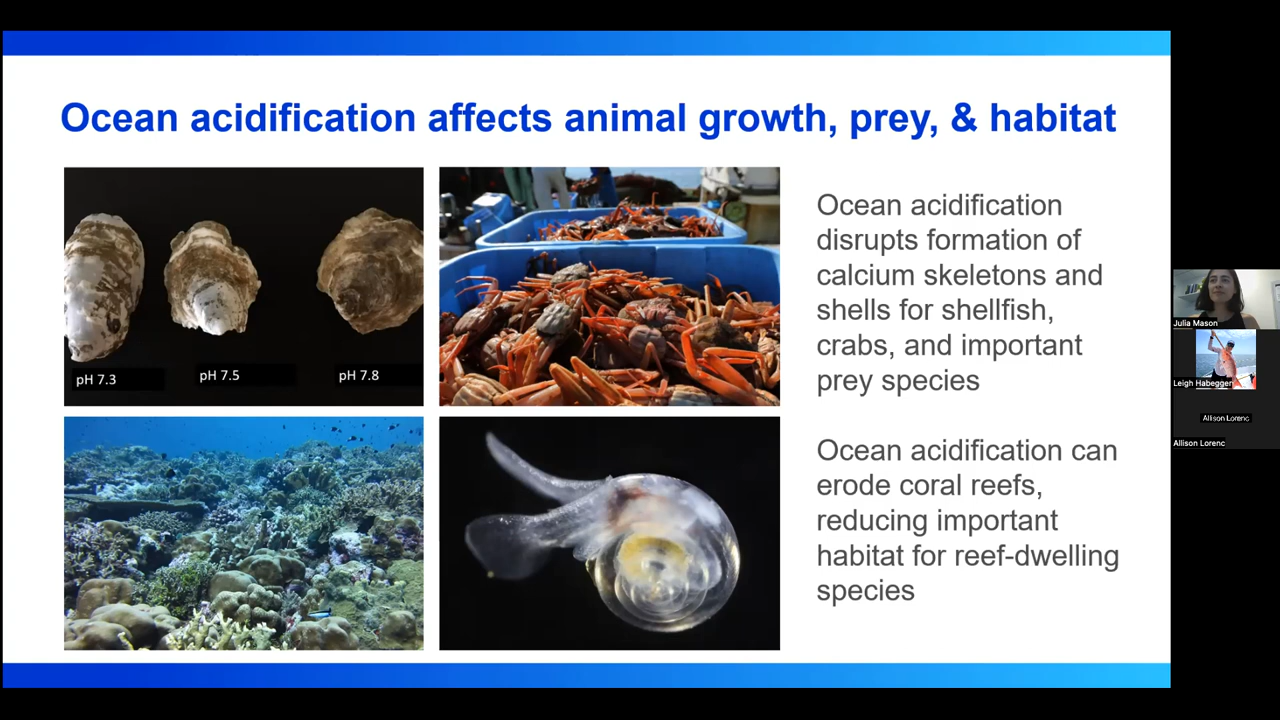 Ocean acidification affects animal growth, prey, & habitat
pH 7.3
pH 7.5
pH 7.8
Ocean acidification
disrupts formation of
calcium skeletons and
shells for shellfish,
crabs, and important
prey species
Ocean acidification can
erode coral reefs,
reducing important
habitat for reef-dwelling
species
Julia Mason
Leigh Habegger
Allison Lorenc
Allison Lorenc